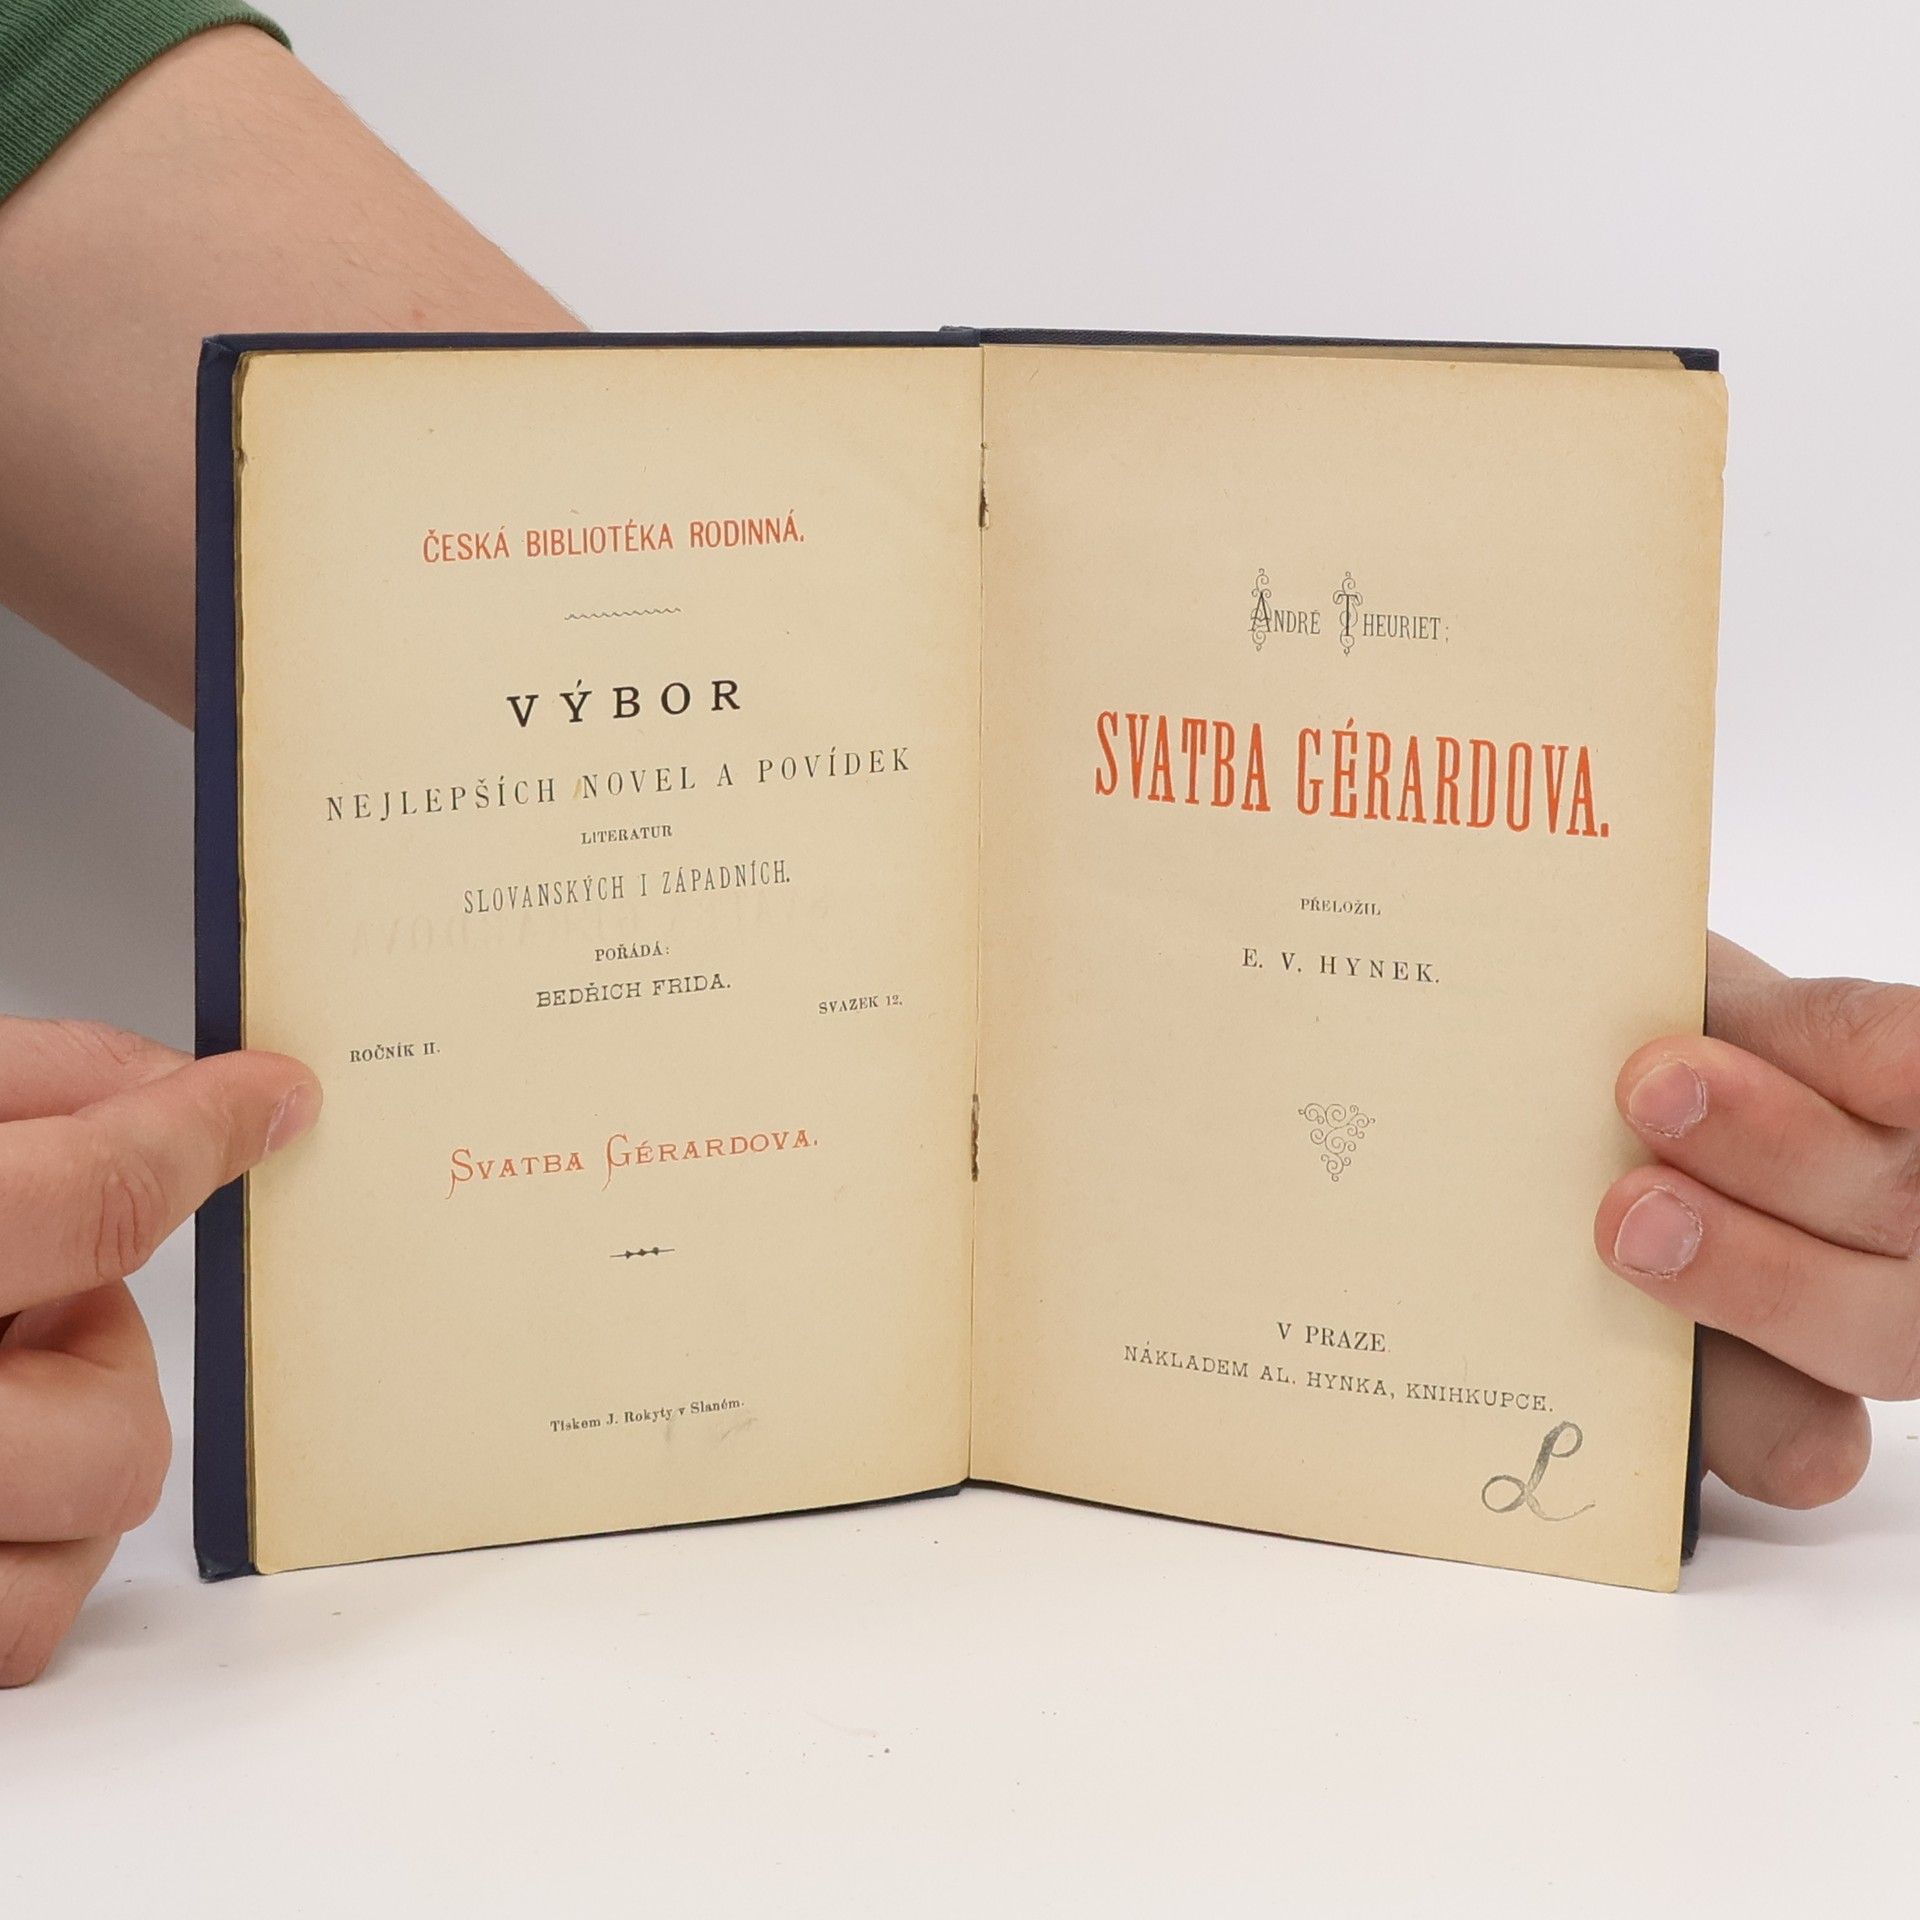 ČESKÁ BIBLIOTÉKA RODINNÁ.
VÝBOR
NEJLEPŠÍCH NOVEL A POVÍDEK
LITERATUR
SLOVANSKÝCH I ZÁPADNÍCH.
POŘÁDÁ:
BEDŘICH FRIDA.
ROČNÍK II.
SVAZEK 12.
SVATBA GÉRARDOVA.
Tiskem J. Rokyty v Slaném.
ANDRÉ THEURIET:
SVATBA GÉRARDOVA.
PŘELOŽIL
E. V. HYNEK.
V PRAZE.
NÁKLADEM AL. HYNKA, KNIHKUPCE.
L